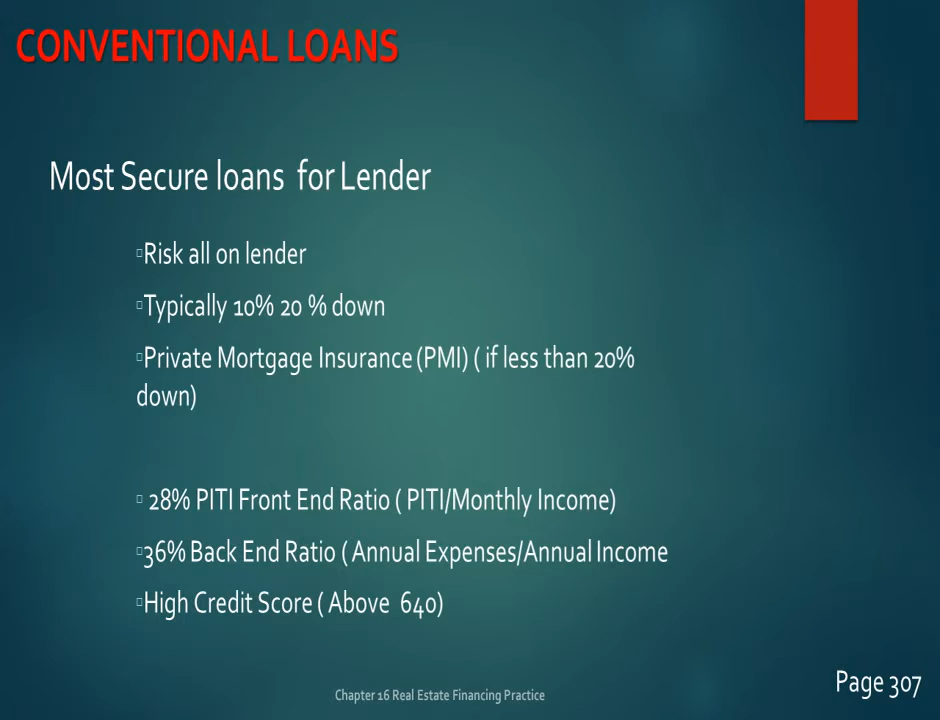 CONVENTIONAL LOANS
Most Secure loans for Lender
Risk all on lender
Typically 10% 20 % down
Private Mortgage Insurance (PMI) ( if less than 20%
down)
28% PITI Front End Ratio ( PITI/Monthly Income)
36% Back End Ratio ( Annual Expenses/Annual Income
High Credit Score ( Above 640)
Chapter 16 Real Estate Financing Practice
Page 307